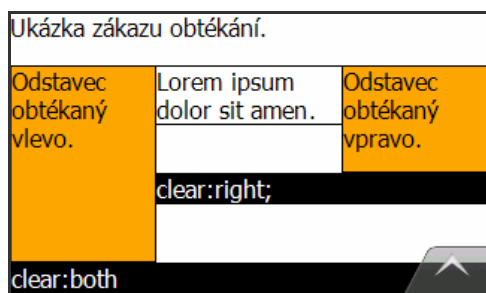 Ukázka zákazu obtékání.
Odstavec
obtékaný
vlevo.
Lorem ipsum
dolor sit amen.
Odstavec
obtékaný
vpravo.
clear:right;
clear:both